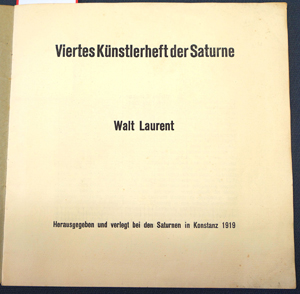 Viertes Künstlerheft der Saturne
Walt Laurent
Herausgegeben und verlegt bei den Saturnen in Konstanz 1919